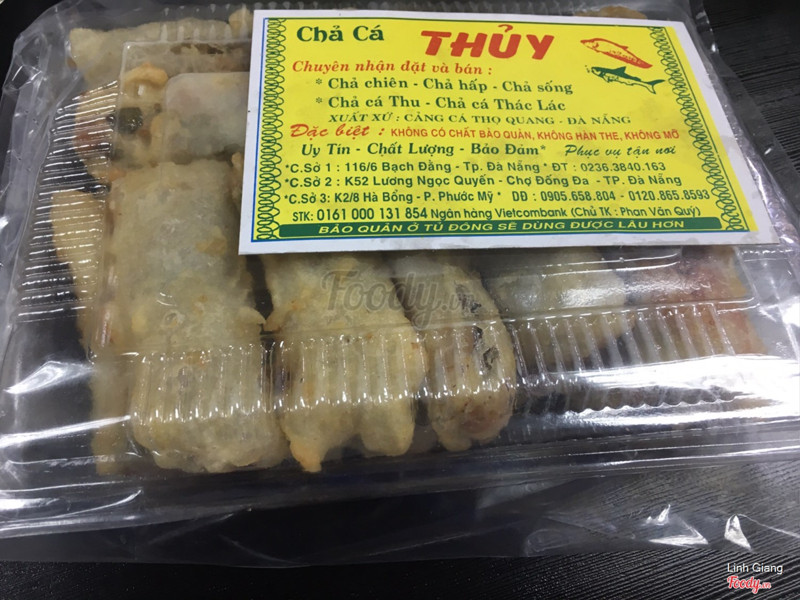 Chả Cá THỦY
Chuyên nhận đặt và bán :
* Chả chiên - Chả hấp - Chả sống
* Chả cá Thu - Chả cá Thác Lác
XUẤT XỨ : CẢNG CÁ THỌ QUANG - ĐÀ NẴNG
Đặc biệt : KHÔNG CÓ CHẤT BẢO QUẢN, KHÔNG HÀN THE, KHÔNG MỠ
Uy Tín - Chất Lượng - Bảo Đảm* Phục vụ tận nơi
*C.Sở 1 : 116/6 Bạch Đằng - Tp. Đà Nẵng * ĐT : 0236.3840.163
*C.Sở 2 : K52 Lương Ngọc Quyến - Chợ Đống Đa - TP. Đà Nẵng
*C.Sở 3: K2/8 Hà Bổng - P. Phước Mỹ * DĐ : 0905.658.804 - 0120.865.8593
STK: 0161 000 131 854 Ngân hàng Vietcombank (Chủ TK : Phan Văn Quý)
BẢO QUẢN Ở TỦ ĐÔNG SẼ DÙNG ĐƯỢC LÂU HƠN
Foody.vn
Linh Giang
Foody.vn